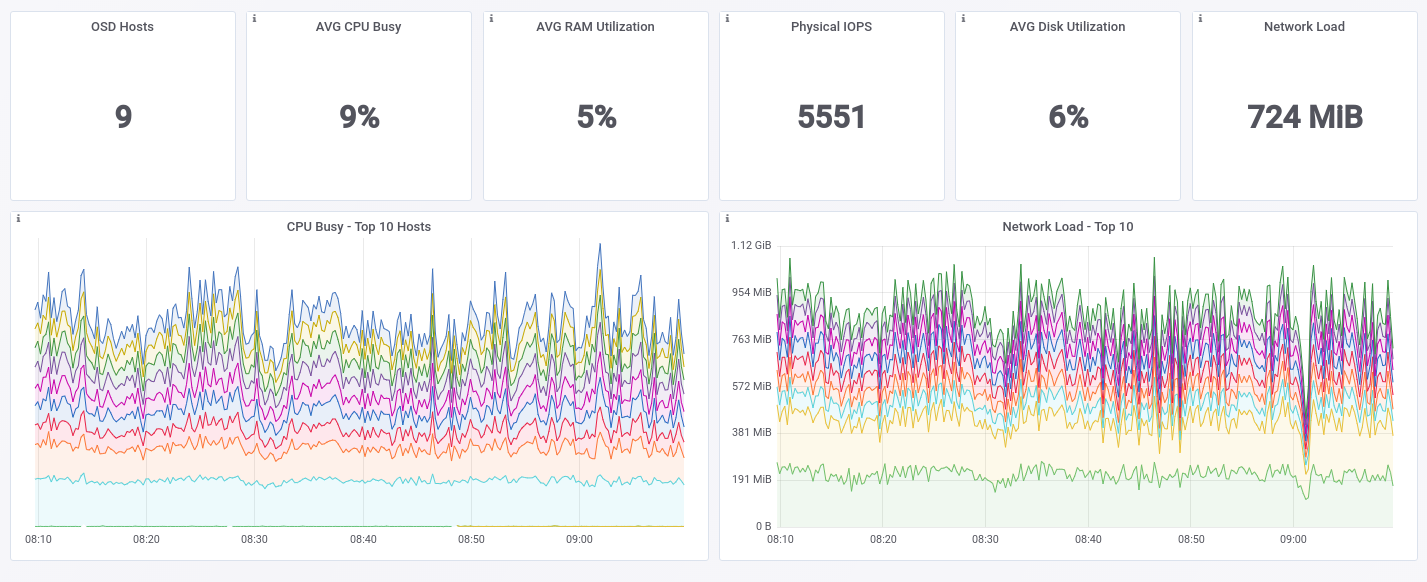 OSD Hosts
9
AVG CPU Busy
9%
AVG RAM Utilization
5%
Physical IOPS
5551
AVG Disk Utilization
6%
Network Load
724 MiB
CPU Busy - Top 10 Hosts
08:10 08:20 08:30 08:40 08:50 09:00
Network Load - Top 10
1.12 GiB
954 MiB
763 MiB
572 MiB
381 MiB
191 MiB
0 B
08:10 08:20 08:30 08:40 08:50 09:00